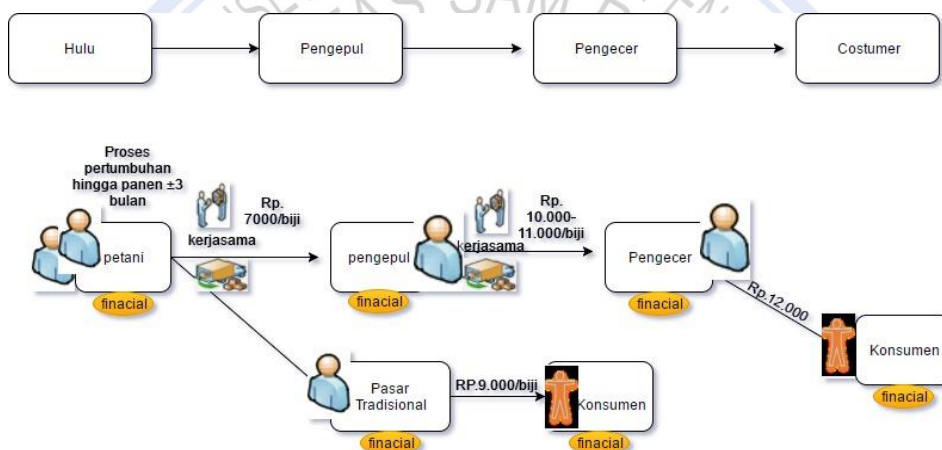 Hulu
Pengepul
Pengecer
Costumer
Proses
pertumbuhan
hingga panen ±3
bulan
Rp.
7000/biji
kerjasama
Rp.
10.000-
11.000/biji
kerjasama
petani
pengepul
Pengecer
finacial
finacial
finacial
Rp.12.000
Konsumen
finacial
Pasar
Tradisional
RP.9.000/biji
Konsumen
finacial
finacial